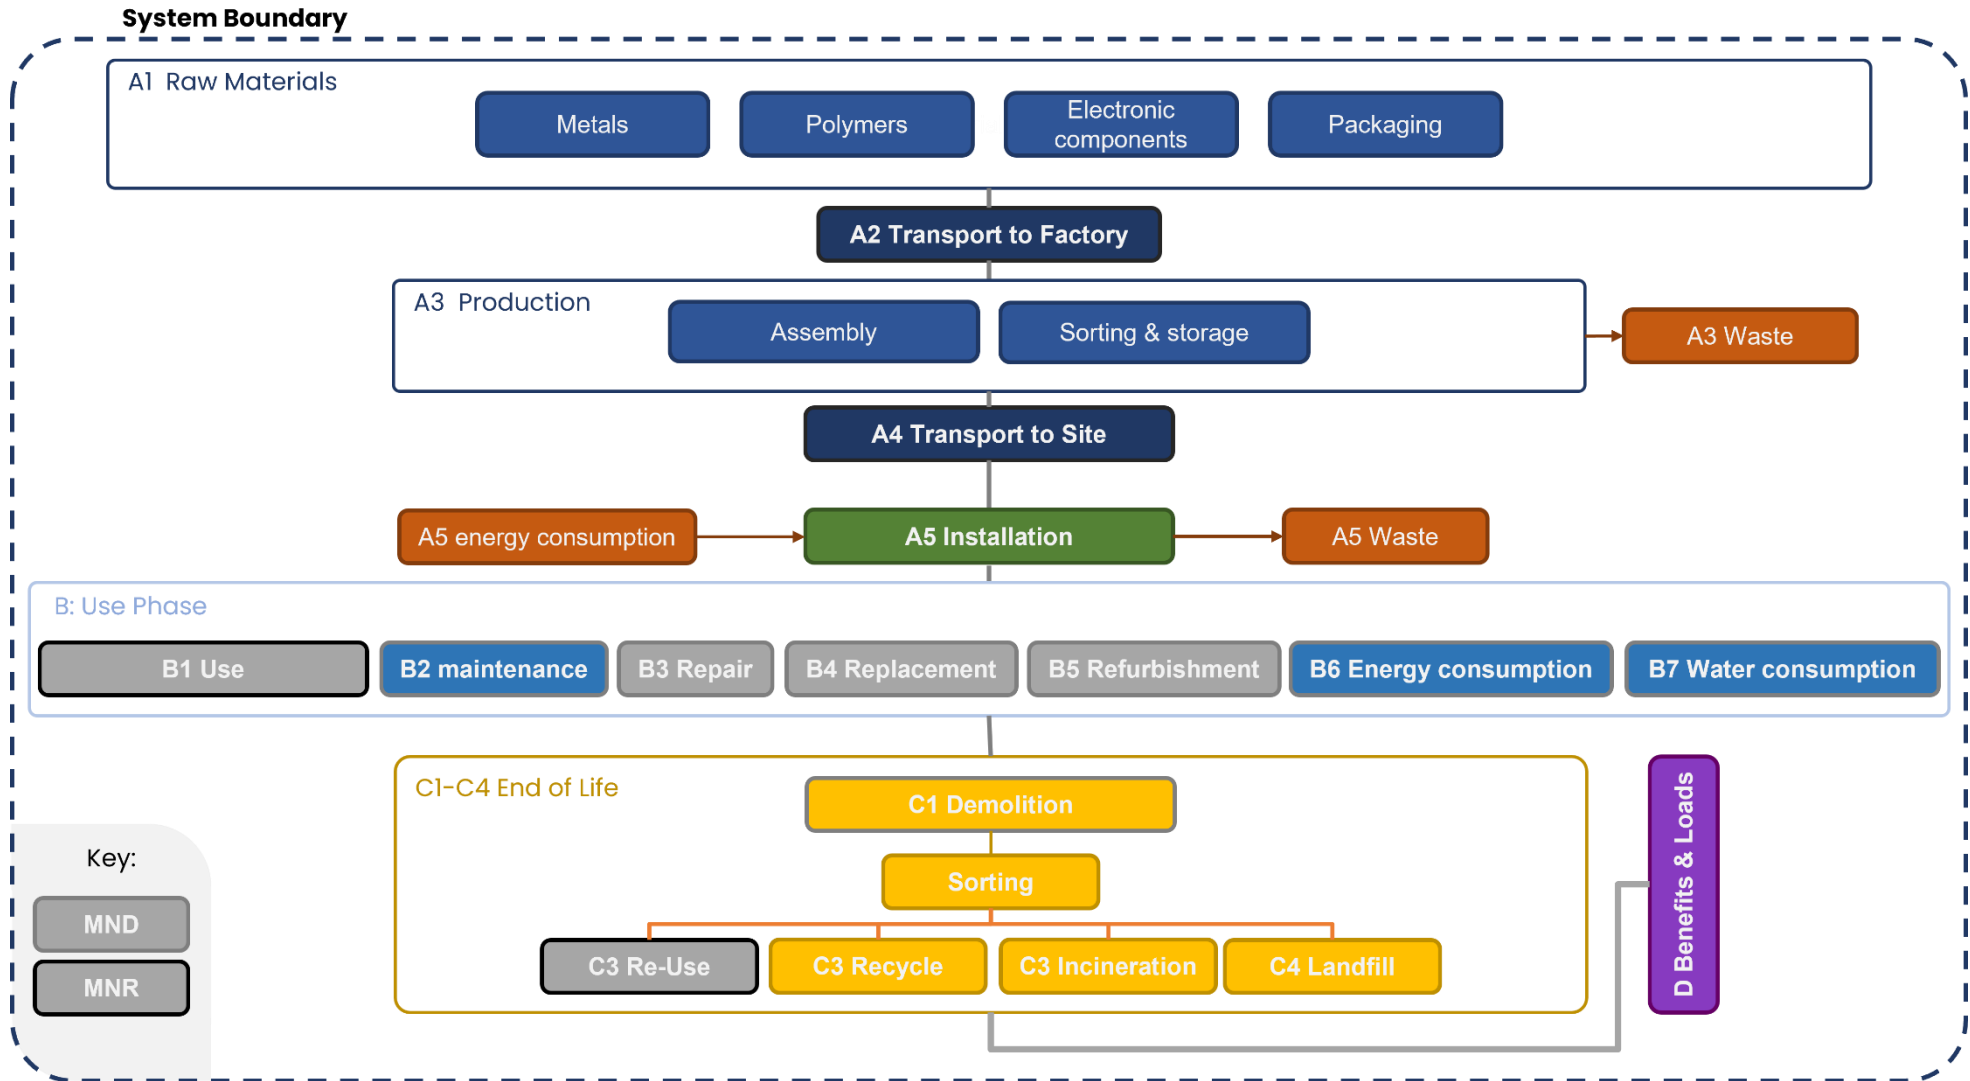 System Boundary
A1 Raw Materials
Metals
Polymers
Electronic
components
Packaging
A2 Transport to Factory
A3 Production
Assembly
Sorting & storage
A3 Waste
A4 Transport to Site
A5 energy consumption
A5 Installation
A5 Waste
B: Use Phase
B1 Use
B2 maintenance
B3 Repair
B4 Replacement
B5 Refurbishment
B6 Energy consumption
B7 Water consumption
C1-C4 End of Life
C1 Demolition
Sorting
C3 Re-Use
C3 Recycle
C3 Incineration
C4 Landfill
D Benefits & Loads
Key:
MND
MNR